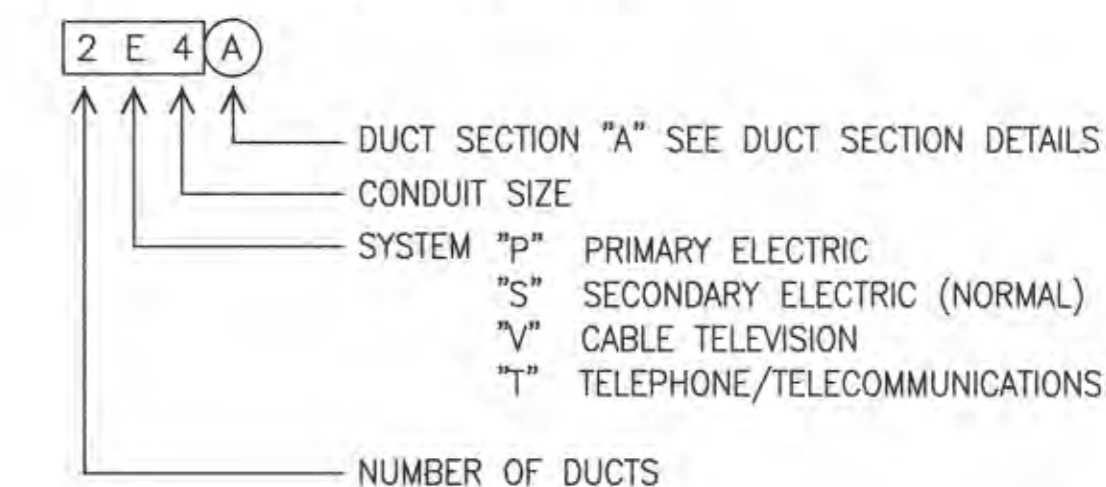 2 E 4 A
DUCT SECTION "A" SEE DUCT SECTION DETAILS
CONDUIT SIZE
SYSTEM "P" PRIMARY ELECTRIC
"S" SECONDARY ELECTRIC (NORMAL)
"V" CABLE TELEVISION
"T" TELEPHONE/TELECOMMUNICATIONS
NUMBER OF DUCTS